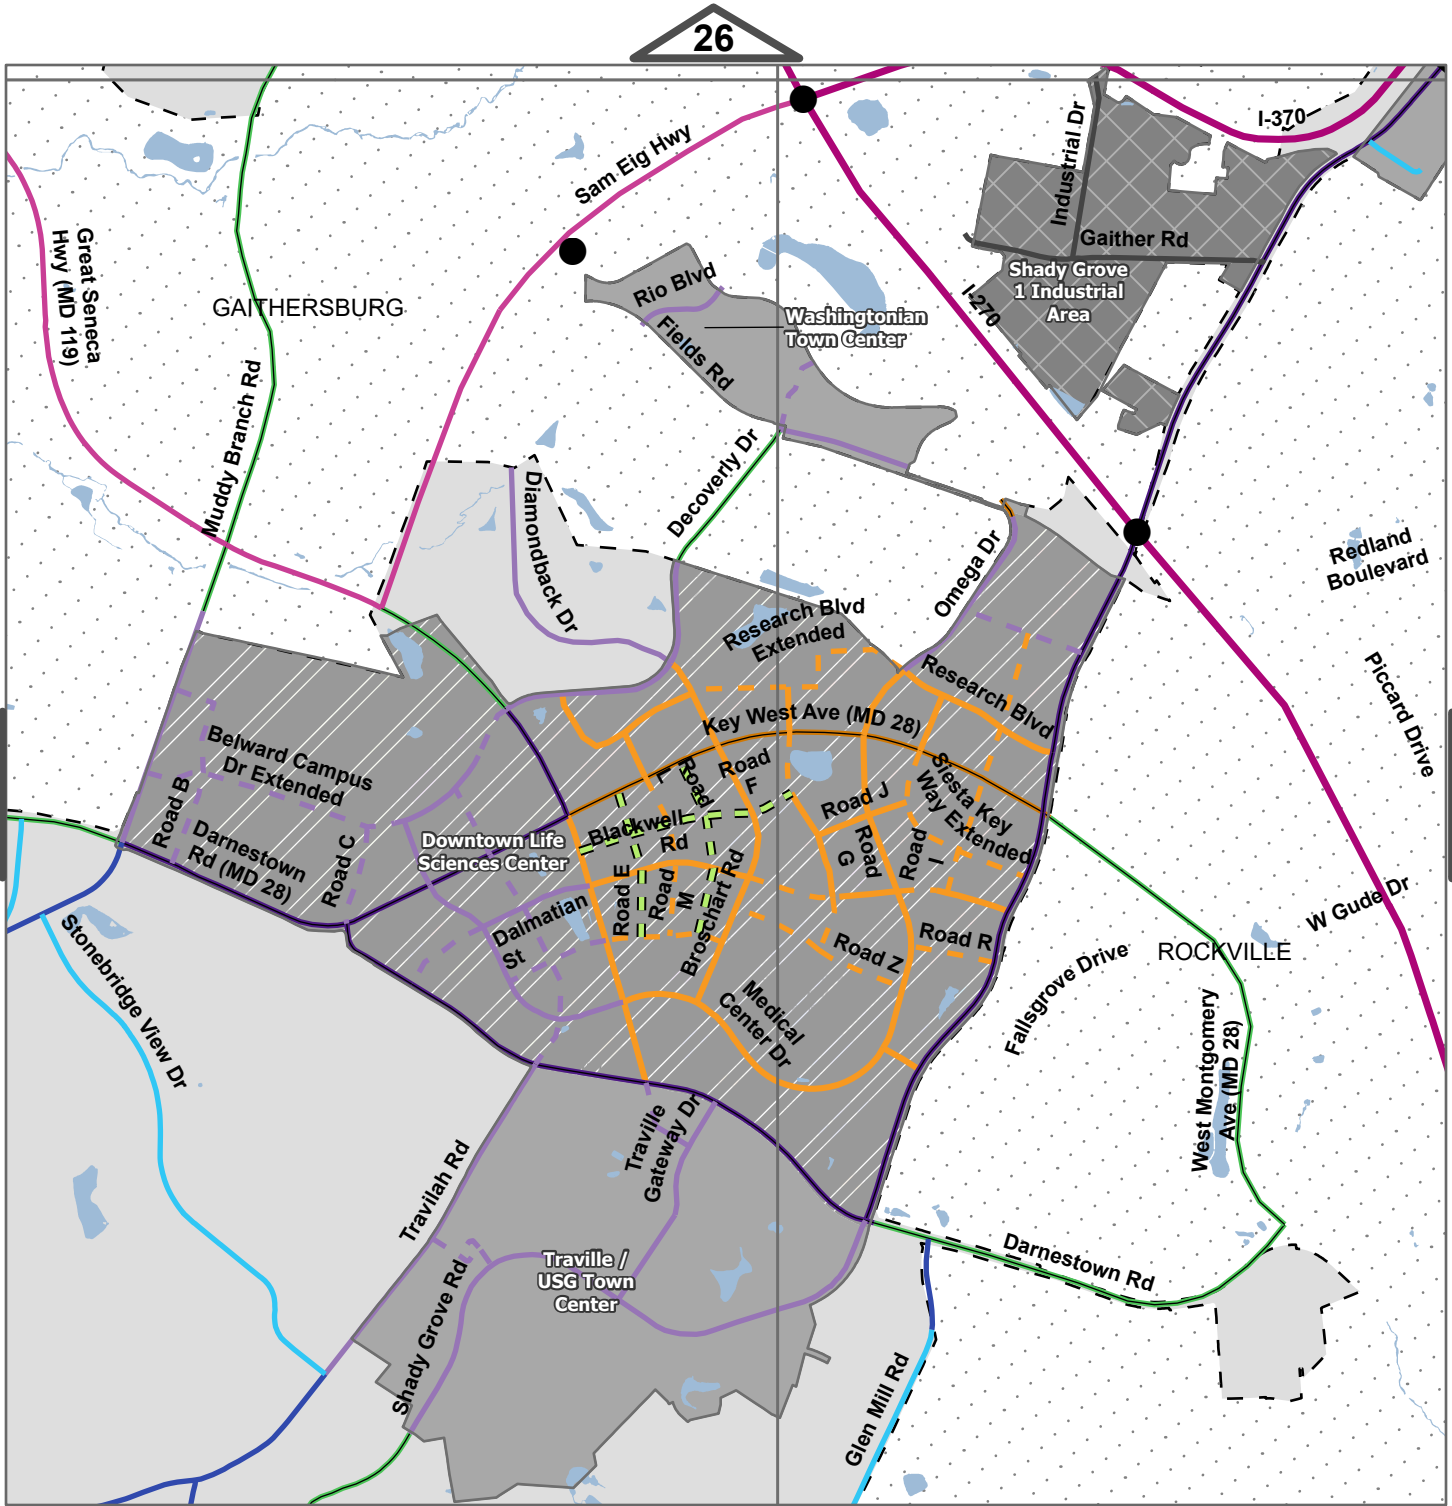 26
I-370
Industrial Dr
Sam Eig Hwy
Gaither Rd
Great Seneca
Hwy (MD 119)
Shady Grove
1 Industrial
Area
Rio Blvd
I-270
GAITHERSBURG
Washingtonian
Town Center
Fields Rd
Muddy Branch Rd
Decoverly Dr
Diamondback Dr
Omega Dr
Redland
Boulevard
Research Blvd
Extended
Research Blvd
Piccard Drive
Key West Ave (MD 28)
Belward Campus
Dr Extended
Road
L
Road
F
Siesta Key
Way Extended
Road J
Road B
Blackwell
Rd
Downtown Life
Sciences Center
Darnestown
Rd (MD 28)
Road C
Road E
Road
M
Broschart Rd
Road
G
Road
I
W Gude Dr
Dalmatian
St
Road R
Road Z
ROCKVILLE
Fallsgrove Drive
Stonebridge View Dr
Medical
Center Dr
West Montgomery
Ave (MD 28)
Traville
Gateway Dr
Travilah Rd
Darnestown Rd
Traville /
USG Town
Center
Shady Grove Rd
Glen Mill Rd